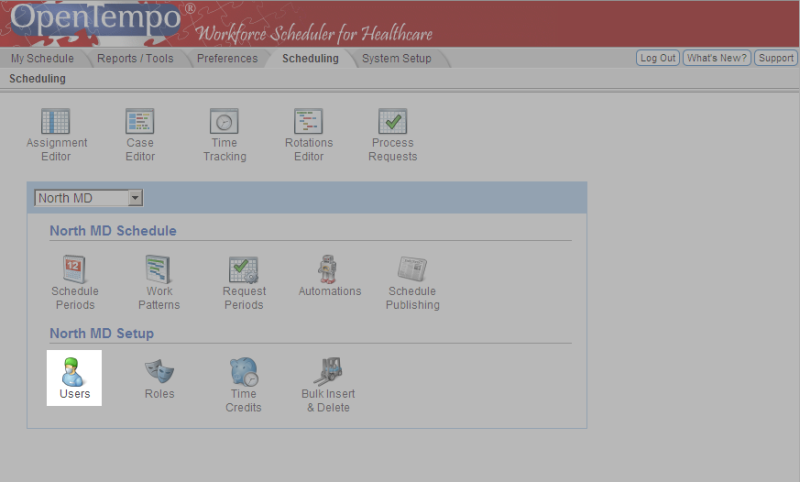 OpenTempo® Workforce Scheduler for Healthcare
My Schedule Reports / Tools Preferences Scheduling System Setup Log Out What's New? Support
Scheduling
Assignment Editor
Case Editor
Time Tracking
Rotations Editor
Process Requests
North MD
North MD Schedule
12
Schedule Periods
Work Patterns
Request Periods
Automations
Schedule Publishing
North MD Setup
Users
Roles
Time Credits
Bulk Insert & Delete